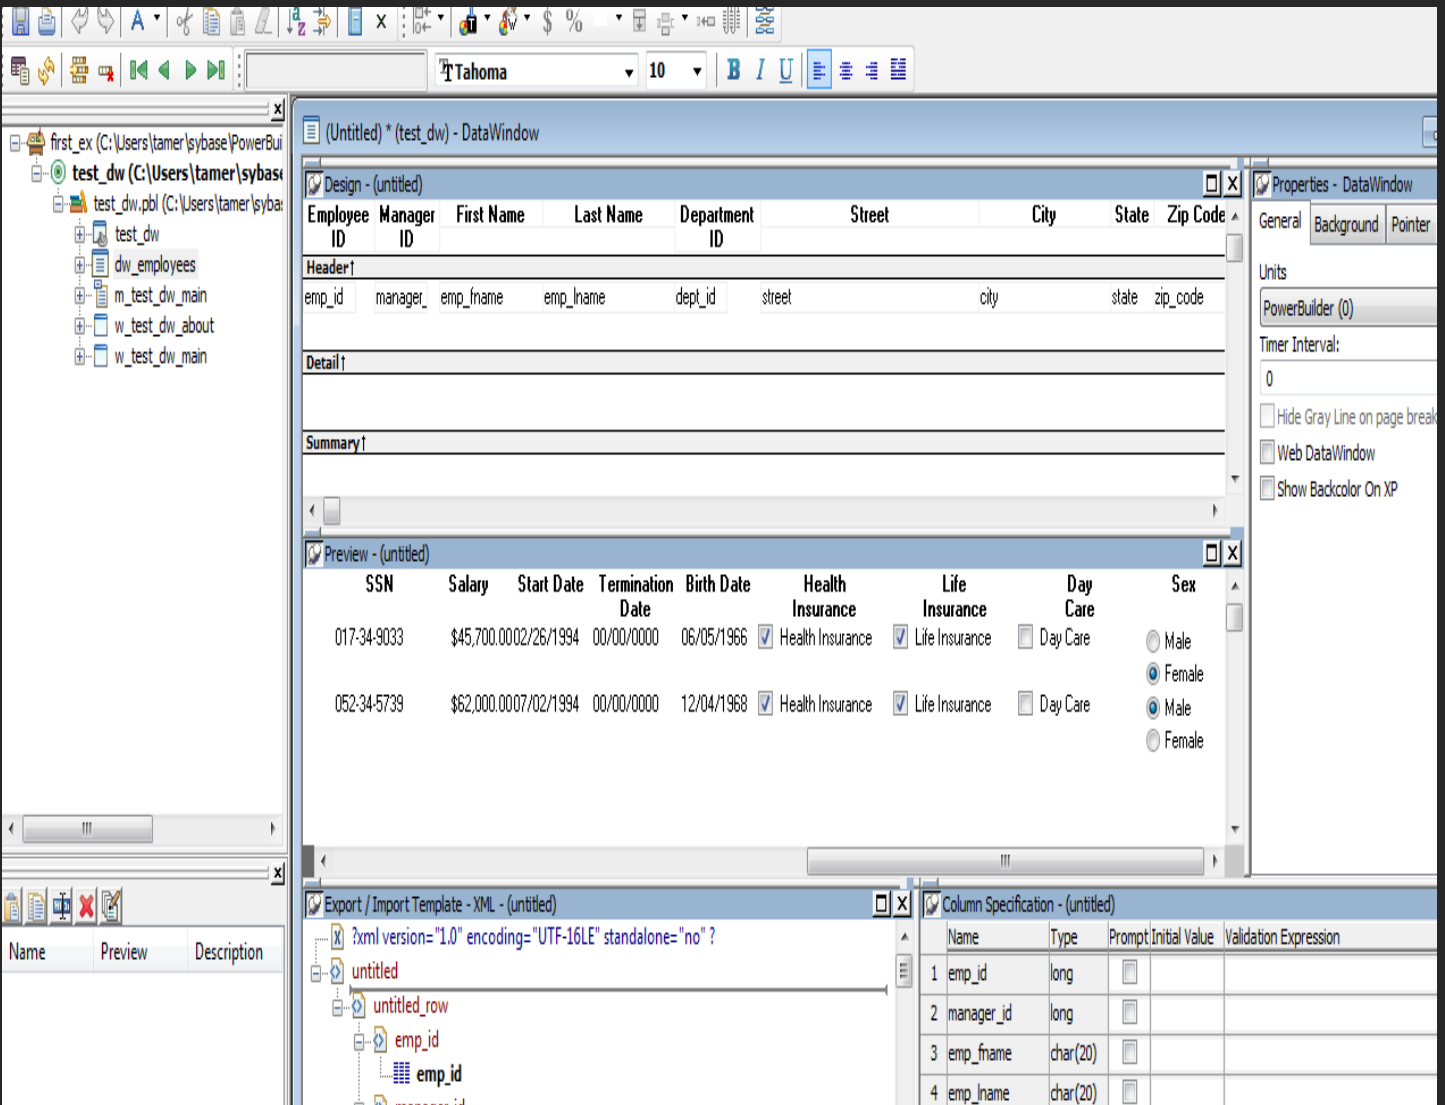 Tahoma
10
B I U
first_ex (C:\Users\tamer\sybase\PowerBui
test_dw (C:\Users\tamer\sybase
test_dw.pbl (C:\Users\tamer\sybas
test_dw
dw_employees
m_test_dw_main
w_test_dw_about
w_test_dw_main
Name Preview Description
(Untitled) * (test_dw) - DataWindow
Design - (untitled)
Employee ID Manager ID First Name Last Name Department ID Street City State Zip Code
Header↑
emp_id manager_ emp_fname emp_lname dept_id street city state zip_code
Detail↑
Summary↑
Preview - (untitled)
SSN Salary Start Date Termination Date Birth Date Health Insurance Life Insurance Day Care Sex
017-34-9033 $45,700.0002/26/1994 00/00/0000 06/05/1966 Health Insurance Life Insurance Day Care Male
Female
052-34-5739 $62,000.0007/02/1994 00/00/0000 12/04/1968 Health Insurance Life Insurance Day Care Male
Female
Properties - DataWindow
General Background Pointer
Units
PowerBuilder (0)
Timer Interval:
0
Hide Gray Line on page break
Web DataWindow
Show Backcolor On XP
Export / Import Template - XML - (untitled)
?xml version="1.0" encoding="UTF-16LE" standalone="no" ?
untitled
untitled_row
emp_id
emp_id
manager_id
Column Specification - (untitled)
Name Type Prompt Initial Value Validation Expression
1 emp_id long
2 manager_id long
3 emp_fname char(20)
4 emp_lname char(20)